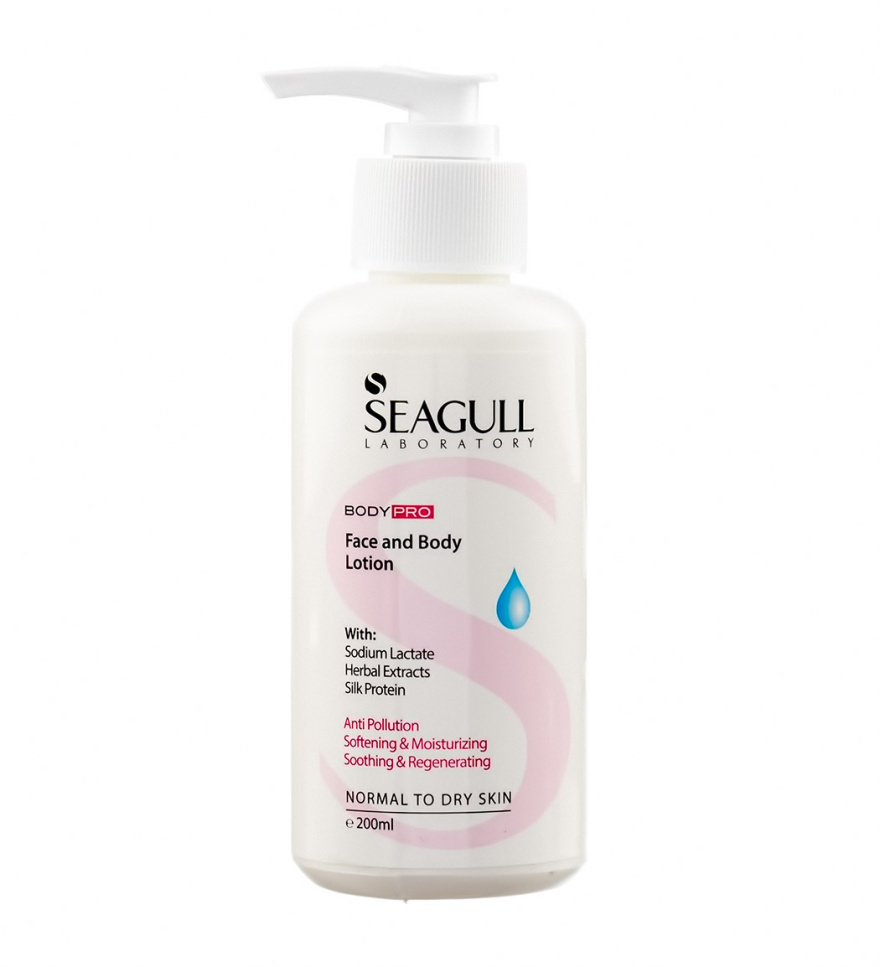 SEAGULL
LABORATORY
BODYPRO
Face and Body
Lotion
With:
Sodium Lactate
Herbal Extracts
Silk Protein
Anti Pollution
Softening & Moisturizing
Soothing & Regenerating
NORMAL TO DRY SKIN
℮ 200ml